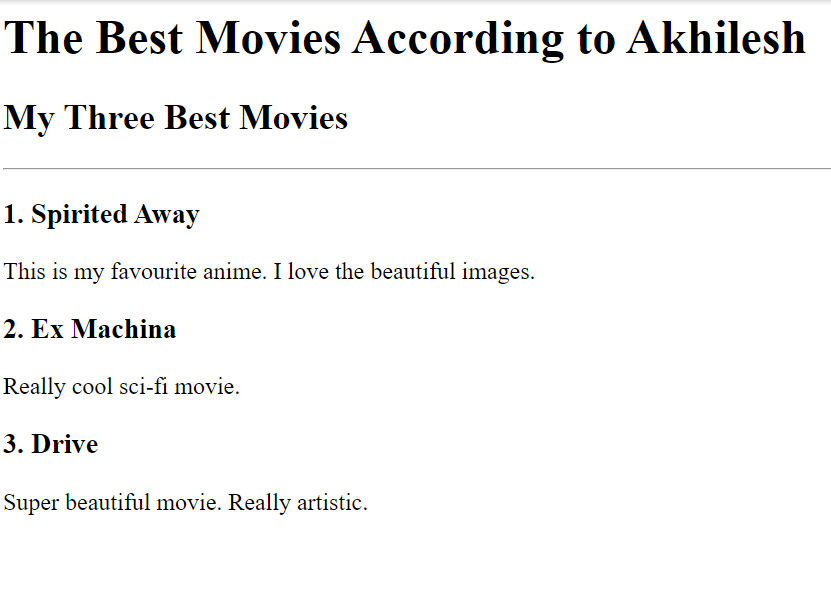 The Best Movies According to Akhilesh
My Three Best Movies
1. Spirited Away
This is my favourite anime. I love the beautiful images.
2. Ex Machina
Really cool sci-fi movie.
3. Drive
Super beautiful movie. Really artistic.